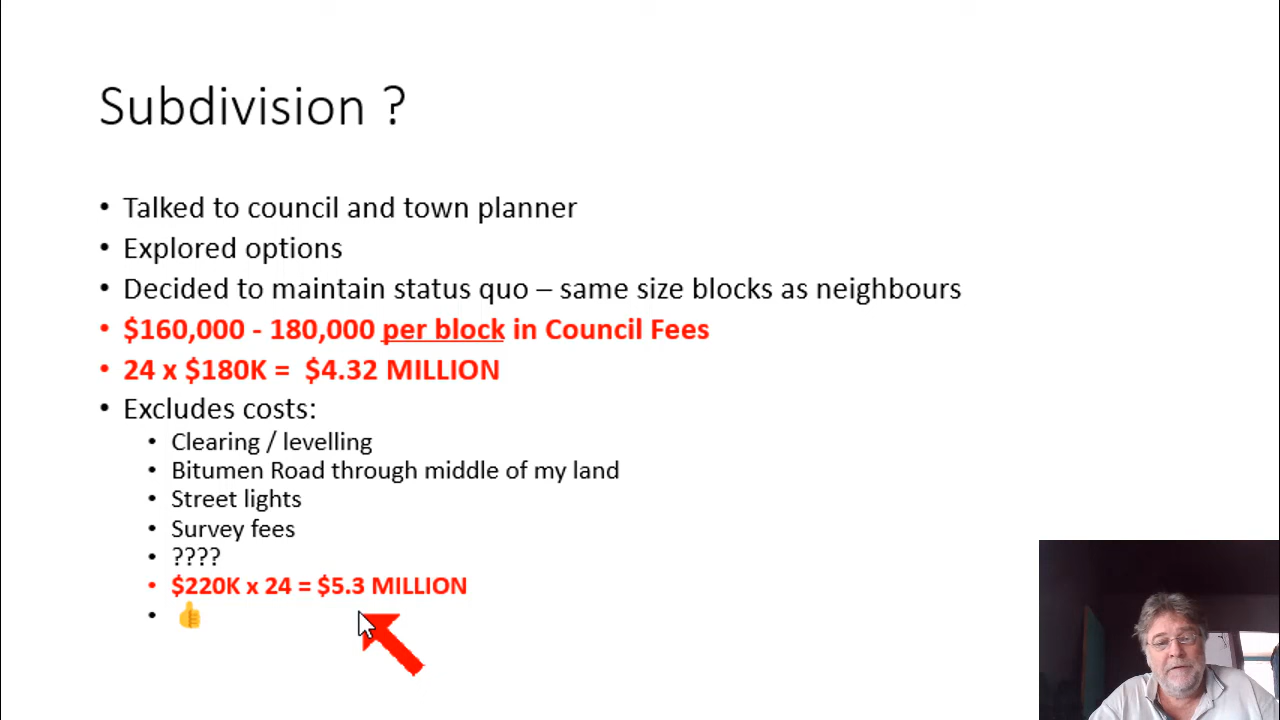 Subdivision ?
• Talked to council and town planner
• Explored options
• Decided to maintain status quo – same size blocks as neighbours
• $160,000 - 180,000 per block in Council Fees
• 24 x $180K = $4.32 MILLION
• Excludes costs:
• Clearing / levelling
• Bitumen Road through middle of my land
• Street lights
• Survey fees
• ????
• $220K x 24 = $5.3 MILLION
• 👍